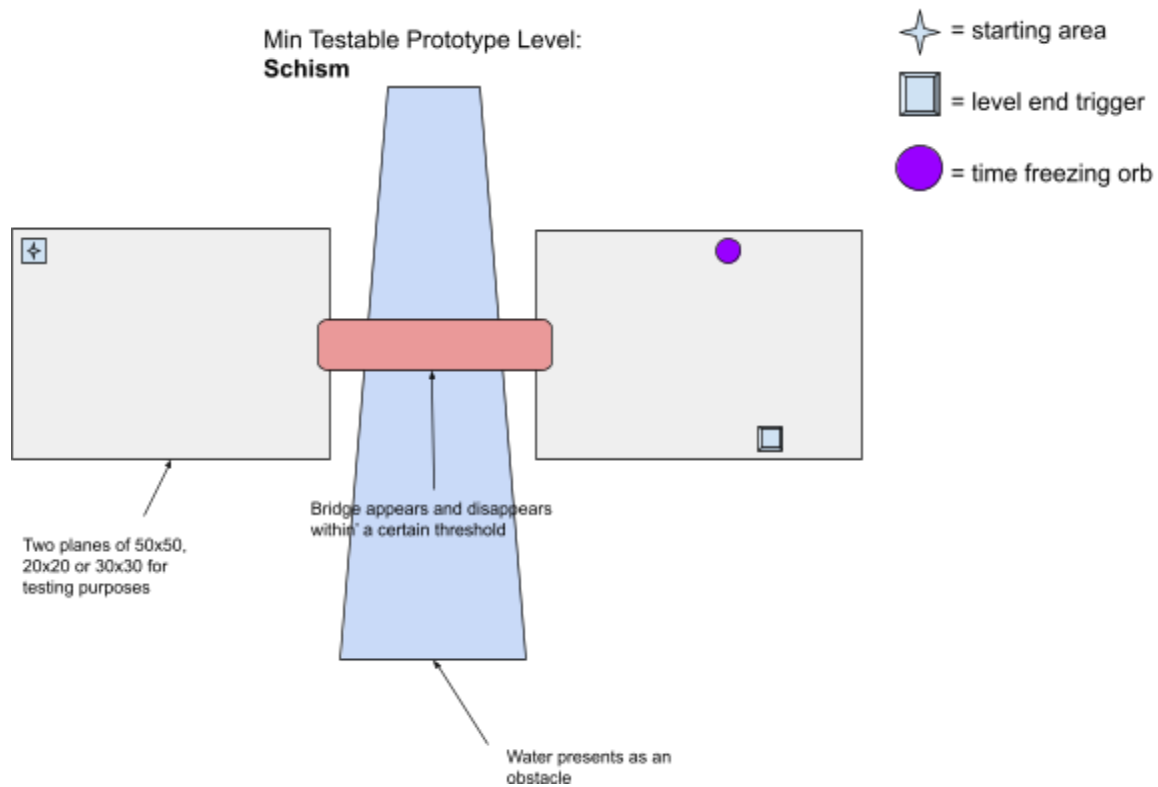 Min Testable Prototype Level:
Schism
= starting area
= level end trigger
= time freezing orb
Bridge appears and disappears
within' a certain threshold
Two planes of 50x50,
20x20 or 30x30 for
testing purposes
Water presents as an
obstacle